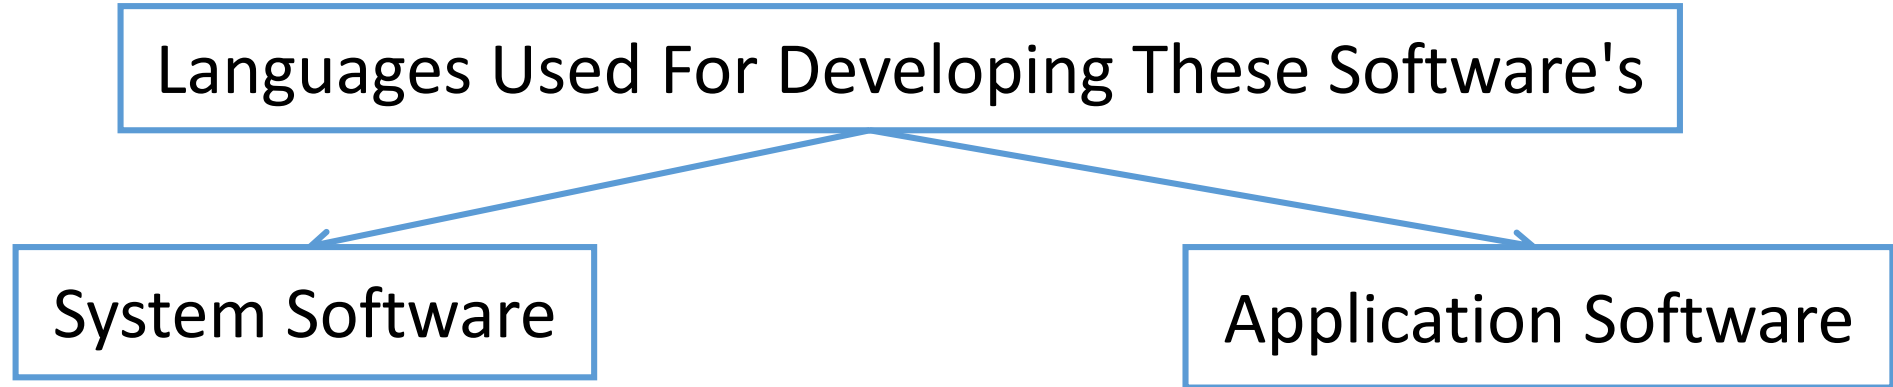 Languages Used For Developing These Software's
System Software
Application Software